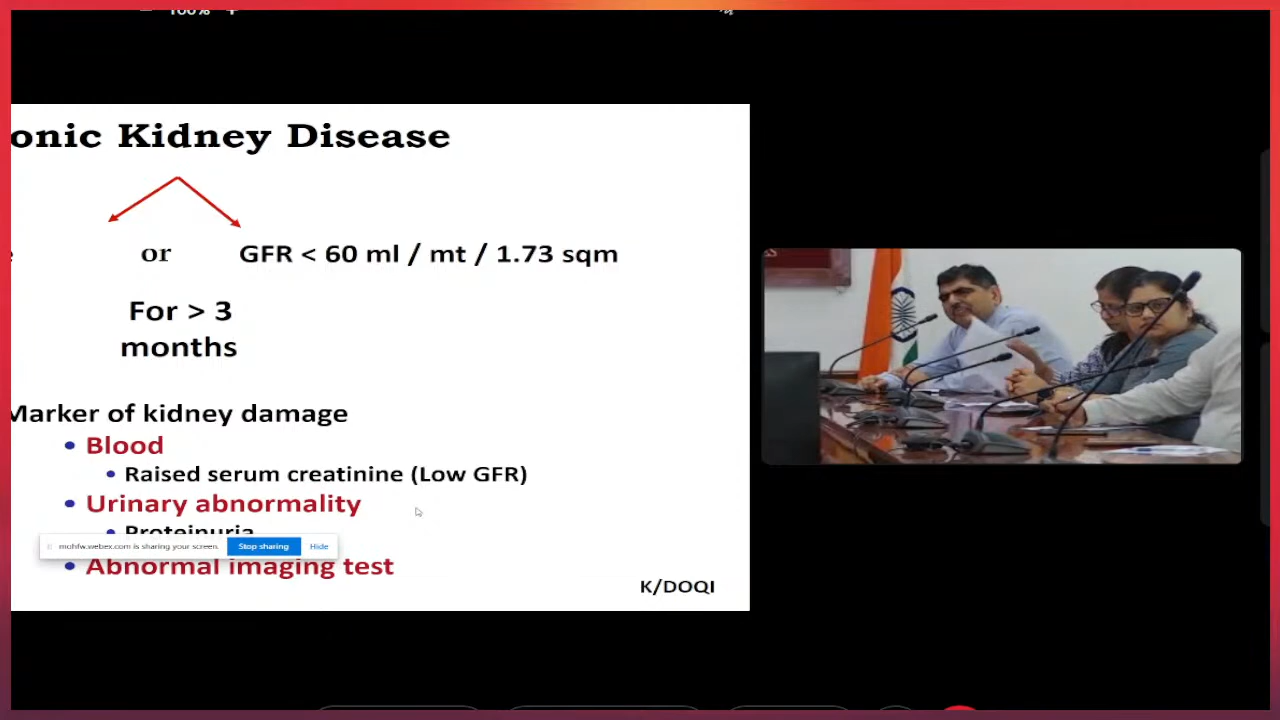 100%
onic Kidney Disease
or
GFR < 60 ml / mt / 1.73 sqm
For > 3
months
Marker of kidney damage
• Blood
• Raised serum creatinine (Low GFR)
• Urinary abnormality
• Proteinuria
mohfw.webex.com is sharing your screen.
Stop sharing
Hide
• Abnormal imaging test
K/DOQI